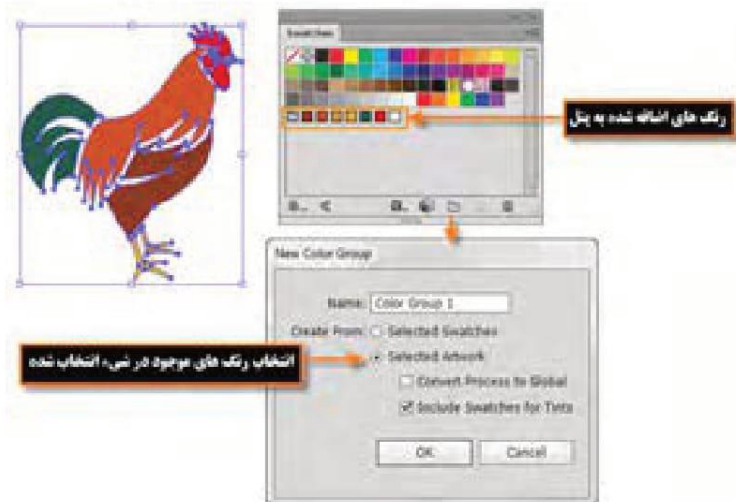 Swatches
رنگ های اضافه شده به پنل
New Color Group
Name: Color Group 1
Create From: Selected Swatches
Selected Artwork
Convert Process to Global
Include Swatches for Tints
OK Cancel
انتخاب رنگ های موجود در شیء انتخاب شده